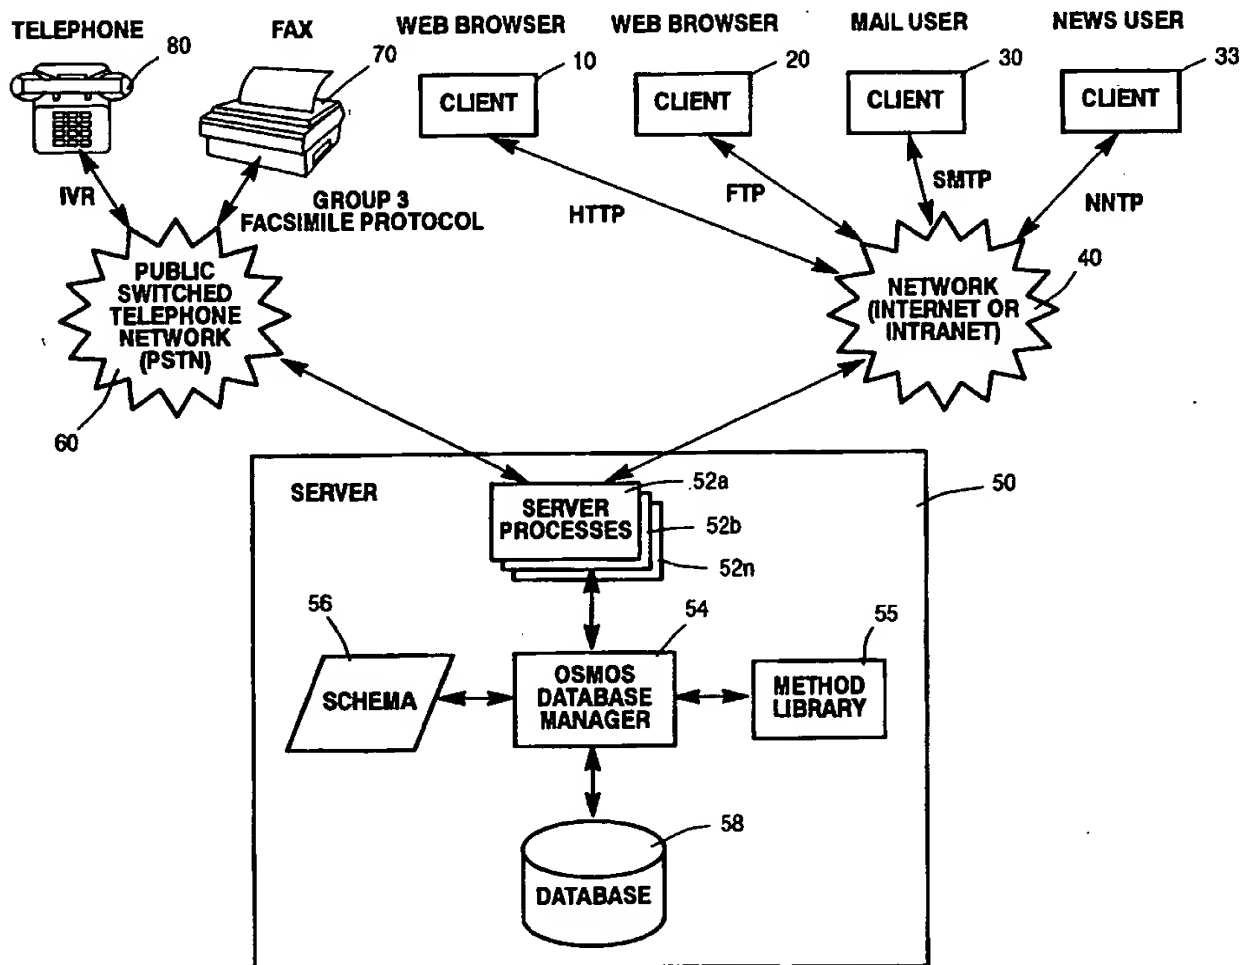 TELEPHONE
80
FAX
70
WEB BROWSER
10
CLIENT
WEB BROWSER
20
CLIENT
MAIL USER
30
CLIENT
NEWS USER
33
CLIENT
IVR
GROUP 3
FACSIMILE PROTOCOL
HTTP
FTP
SMTP
NNTP
PUBLIC
SWITCHED
TELEPHONE
NETWORK
(PSTN)
60
NETWORK
(INTERNET OR
INTRANET)
40
SERVER
50
SERVER
PROCESSES
52a
52b
52n
56
SCHEMA
54
OSMOS
DATABASE
MANAGER
55
METHOD
LIBRARY
58
DATABASE